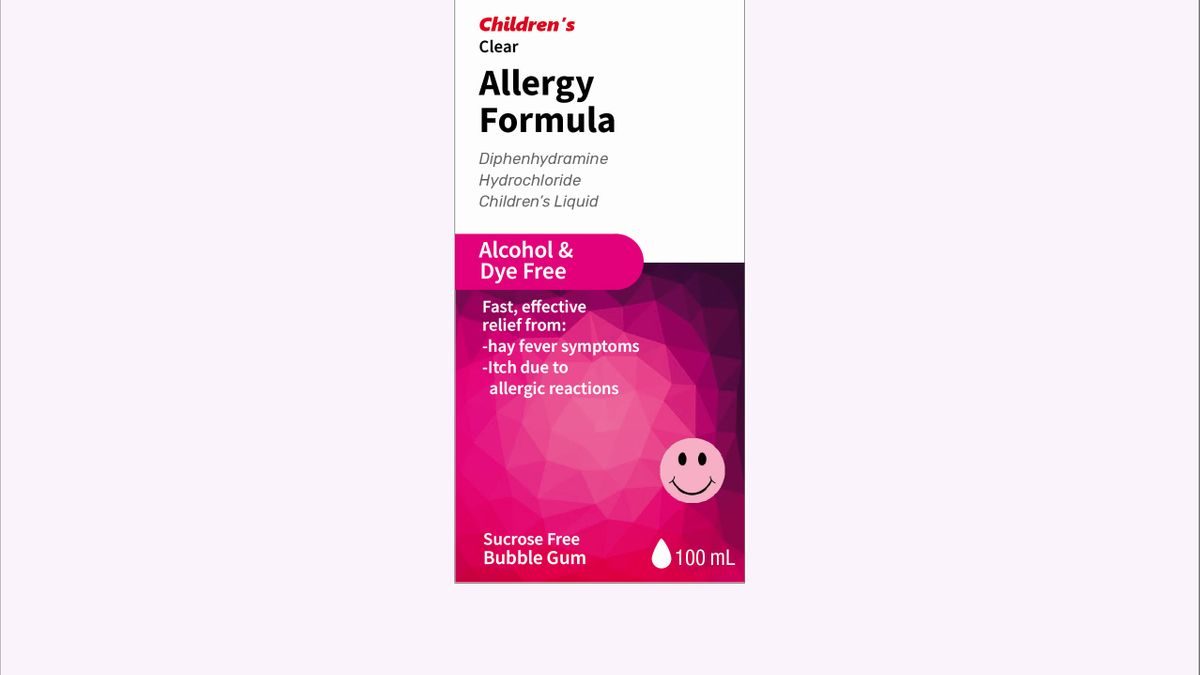 Children's
Clear
Allergy
Formula
Diphenhydramine
Hydrochloride
Children's Liquid
Alcohol &
Dye Free
Fast, effective
relief from:
-hay fever symptoms
-Itch due to
allergic reactions
Sucrose Free
Bubble Gum
100 mL